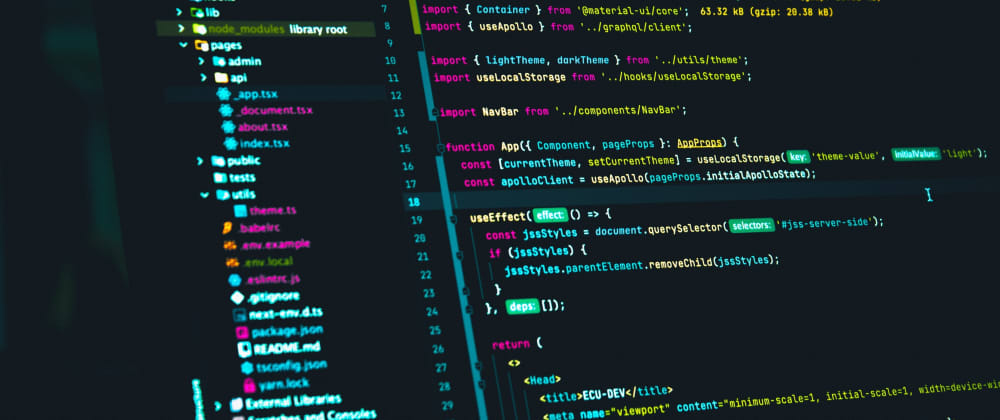 lib
node_modules library root
pages
admin
api
_app.tsx
_document.tsx
about.tsx
index.tsx
public
tests
utils
theme.ts
.babelrc
.env.example
.env.local
.eslintrc.js
.gitignore
next-env.d.ts
package.json
README.md
tsconfig.json
yarn.lock
External Libraries
Scratches and Consoles
7 import { Container } from '@material-ui/core'; 63.32 kB (gzip: 20.38 kB)
8 import { useApollo } from '../graphql/client';
9
10 import { lightTheme, darkTheme } from '../utils/theme';
11 import useLocalStorage from '../hooks/useLocalStorage';
12
13 import NavBar from '../components/NavBar';
14
15 function App({ Component, pageProps }: AppProps) {
16 const [currentTheme, setCurrentTheme] = useLocalStorage( key: 'theme-value', initialValue: 'light');
17 const apolloClient = useApollo(pageProps.initialApolloState);
18
19 useEffect( effect: () => {
20 const jssStyles = document.querySelector( selectors: '#jss-server-side');
21 if (jssStyles) {
22 jssStyles.parentElement.removeChild(jssStyles);
23 }
24 }, deps: []);
25
26 return (
27 <>
28 <Head>
29 <title>ECU-DEV</title>
<meta name="viewport" content="minimum-scale=1, initial-scale=1, width=device-wi